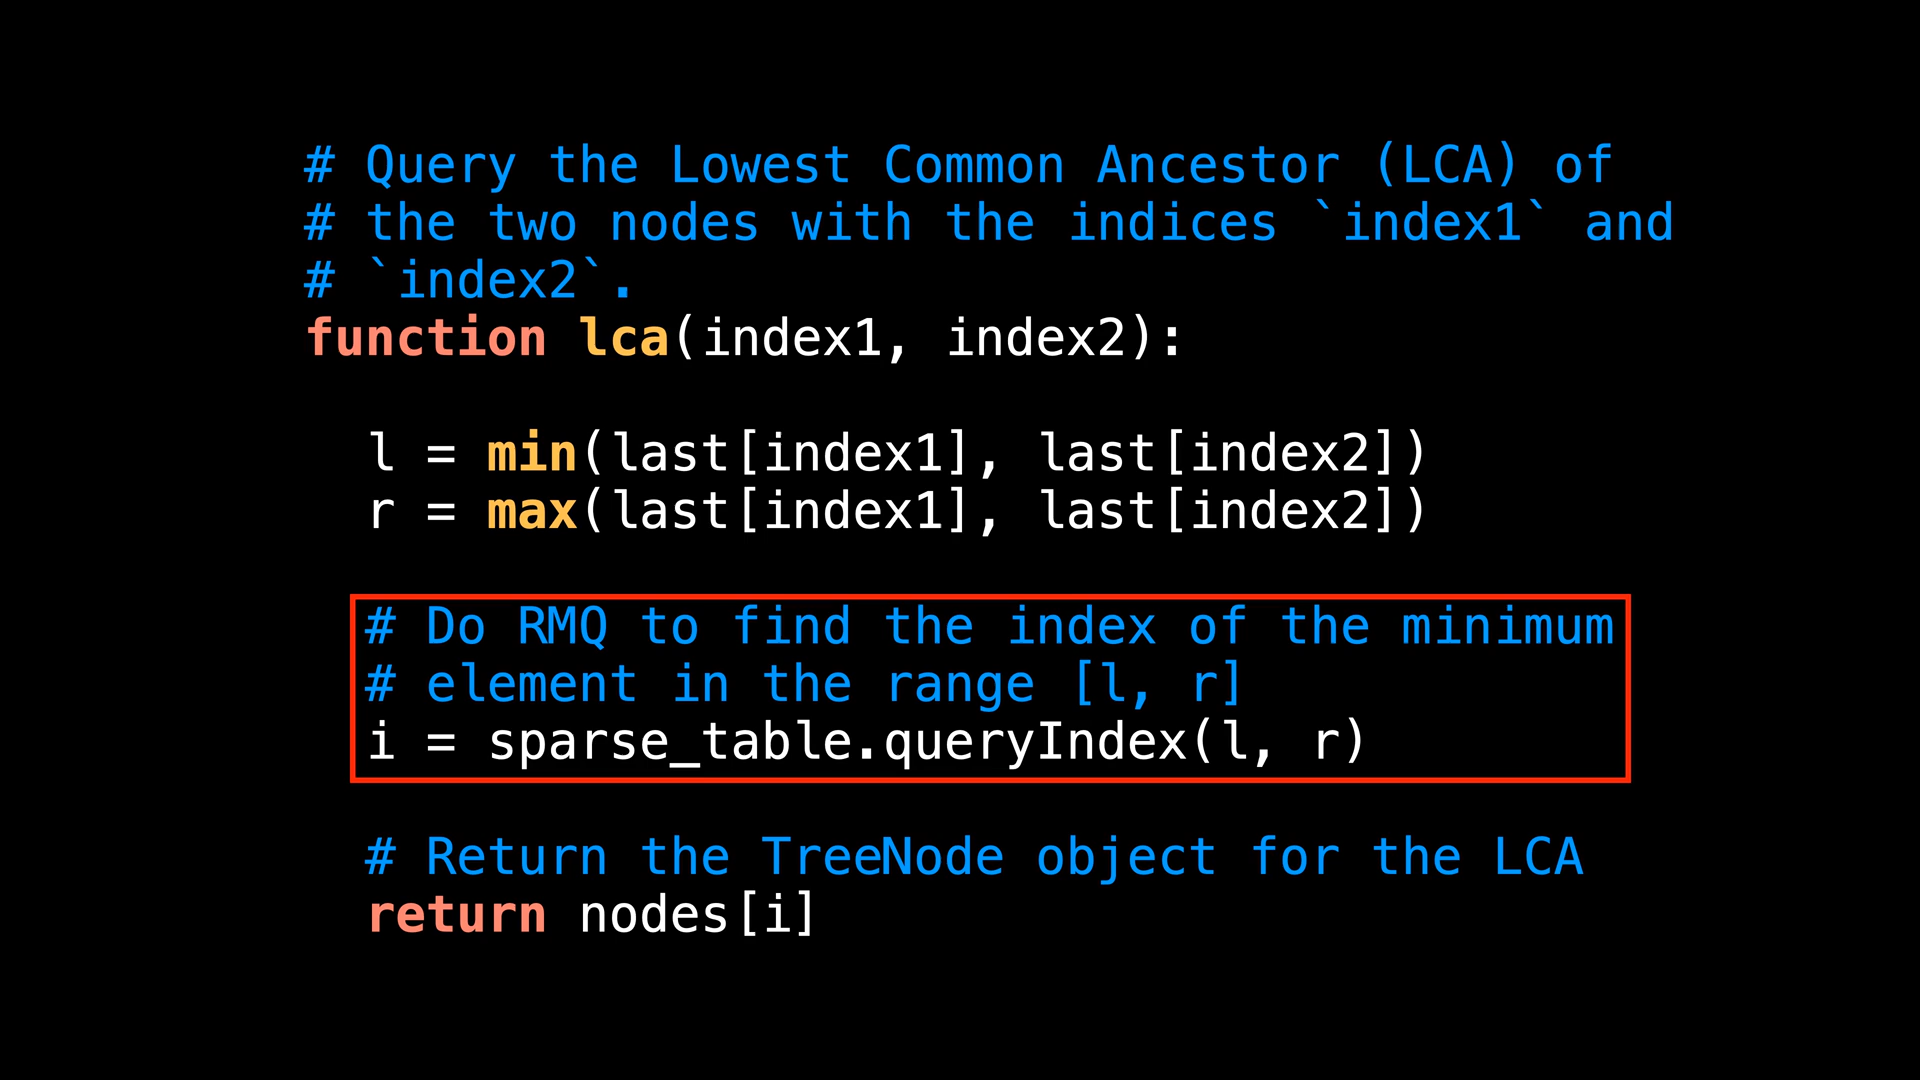 # Query the Lowest Common Ancestor (LCA) of
# the two nodes with the indices `index1` and
# `index2`.
function lca(index1, index2):
l = min(last[index1], last[index2])
r = max(last[index1], last[index2])
# Do RMQ to find the index of the minimum
# element in the range [l, r]
i = sparse_table.queryIndex(l, r)
# Return the TreeNode object for the LCA
return nodes[i]